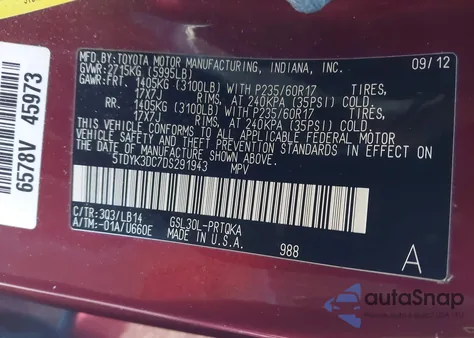 MFD. BY: TOYOTA MOTOR MANUFACTURING, INDIANA, INC. 09/12
GVWR: 2715KG (5995LB)
GAWR: FRT. 1405KG (3100LB) WITH P235/60R17 TIRES,
17X7J RIMS, AT 240KPA (35PSI) COLD.
RR. 1405KG (3100LB) WITH P235/60R17 TIRES,
17X7J RIMS, AT 240KPA (35PSI) COLD.
THIS VEHICLE CONFORMS TO ALL APPLICABLE FEDERAL MOTOR
VEHICLE SAFETY AND BUMPER STANDARDS IN EFFECT ON
THE DATE OF MANUFACTURE SHOWN ABOVE.
5TDYK3DC7DS291943 MPV
C/TR: 3Q3/LB14 GSL30L-PRTQKA
A/TM: -01A/U660E MADE IN U.S.A.
988 A
6578V 45973
autoSnap